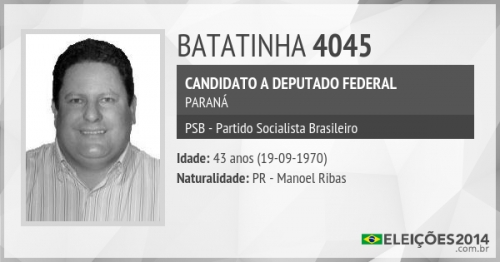 BATATINHA 4045
CANDIDATO A DEPUTADO FEDERAL
PARANÁ
PSB - Partido Socialista Brasileiro
Idade: 43 anos (19-09-1970)
Naturalidade: PR - Manoel Ribas
ELEIÇÕES2014
.com.br